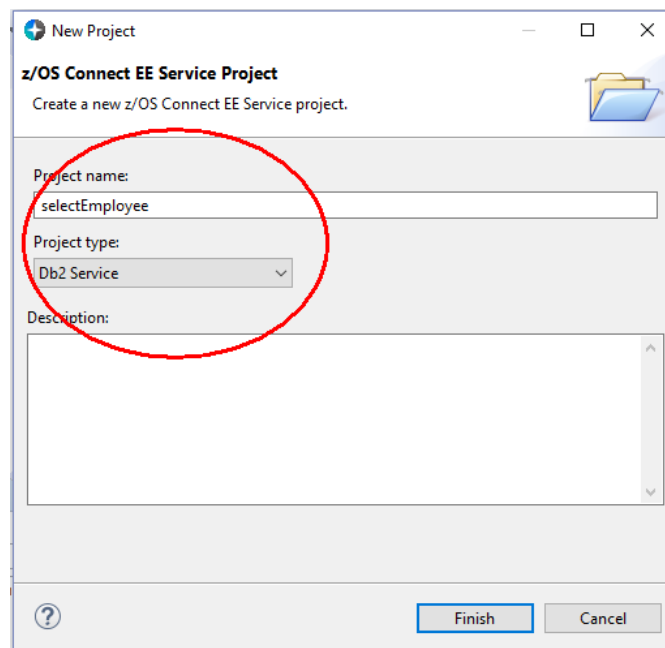 New Project
z/OS Connect EE Service Project
Create a new z/OS Connect EE Service project.
Project name:
selectEmployee
Project type:
Db2 Service
Description:
?
Finish
Cancel